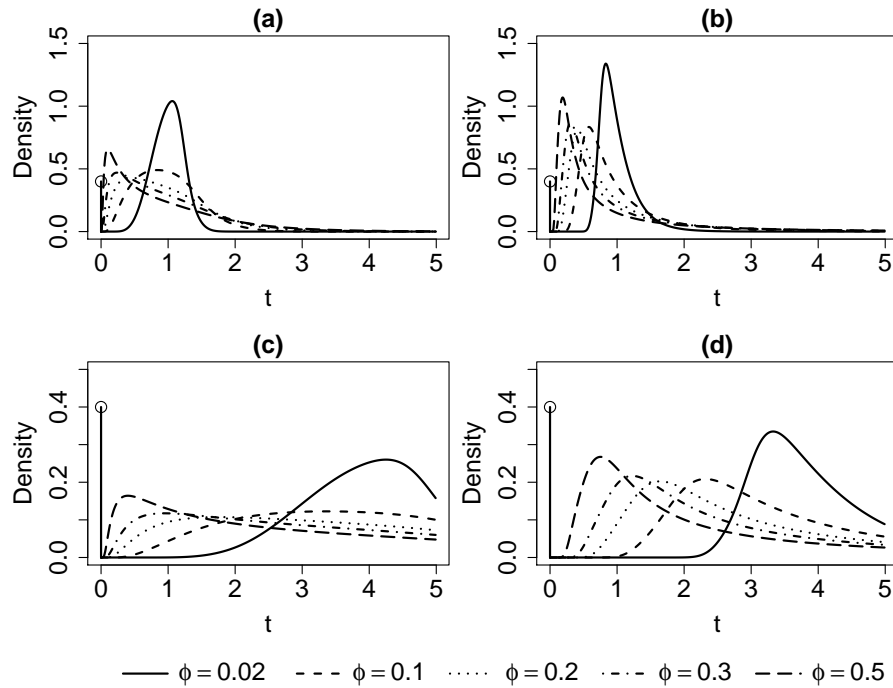 (a)
Density
0.0 0.5 1.0 1.5
0 1 2 3 4 5
t
(b)
Density
0.0 0.5 1.0 1.5
0 1 2 3 4 5
t
(c)
Density
0.0 0.2 0.4
0 1 2 3 4 5
t
(d)
Density
0.0 0.2 0.4
0 1 2 3 4 5
t
ϕ = 0.02 ϕ = 0.1 ϕ = 0.2 ϕ = 0.3 ϕ = 0.5